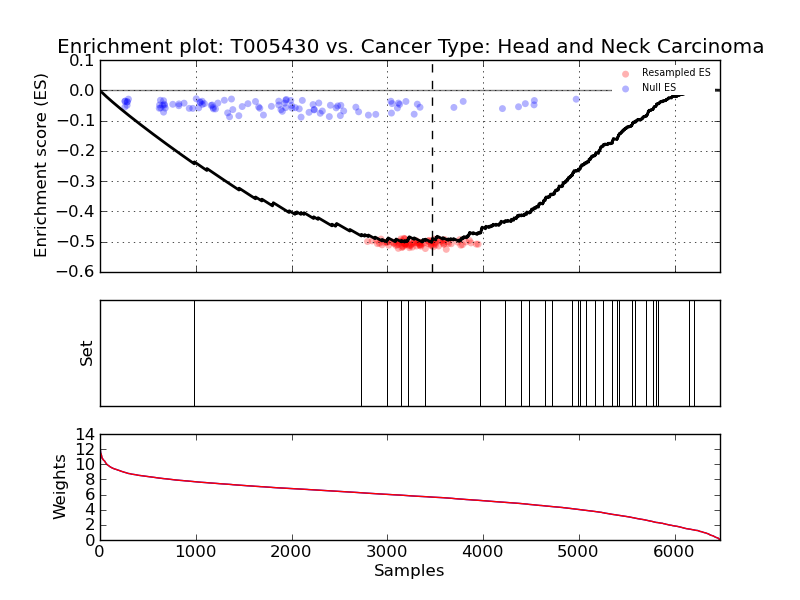 Enrichment plot: T005430 vs. Cancer Type: Head and Neck Carcinoma
Enrichment score (ES)
0.1
0.0
−0.1
−0.2
−0.3
−0.4
−0.5
−0.6
Resampled ES
Null ES
Set
Weights
14
12
10
8
6
4
2
0
0 1000 2000 3000 4000 5000 6000
Samples